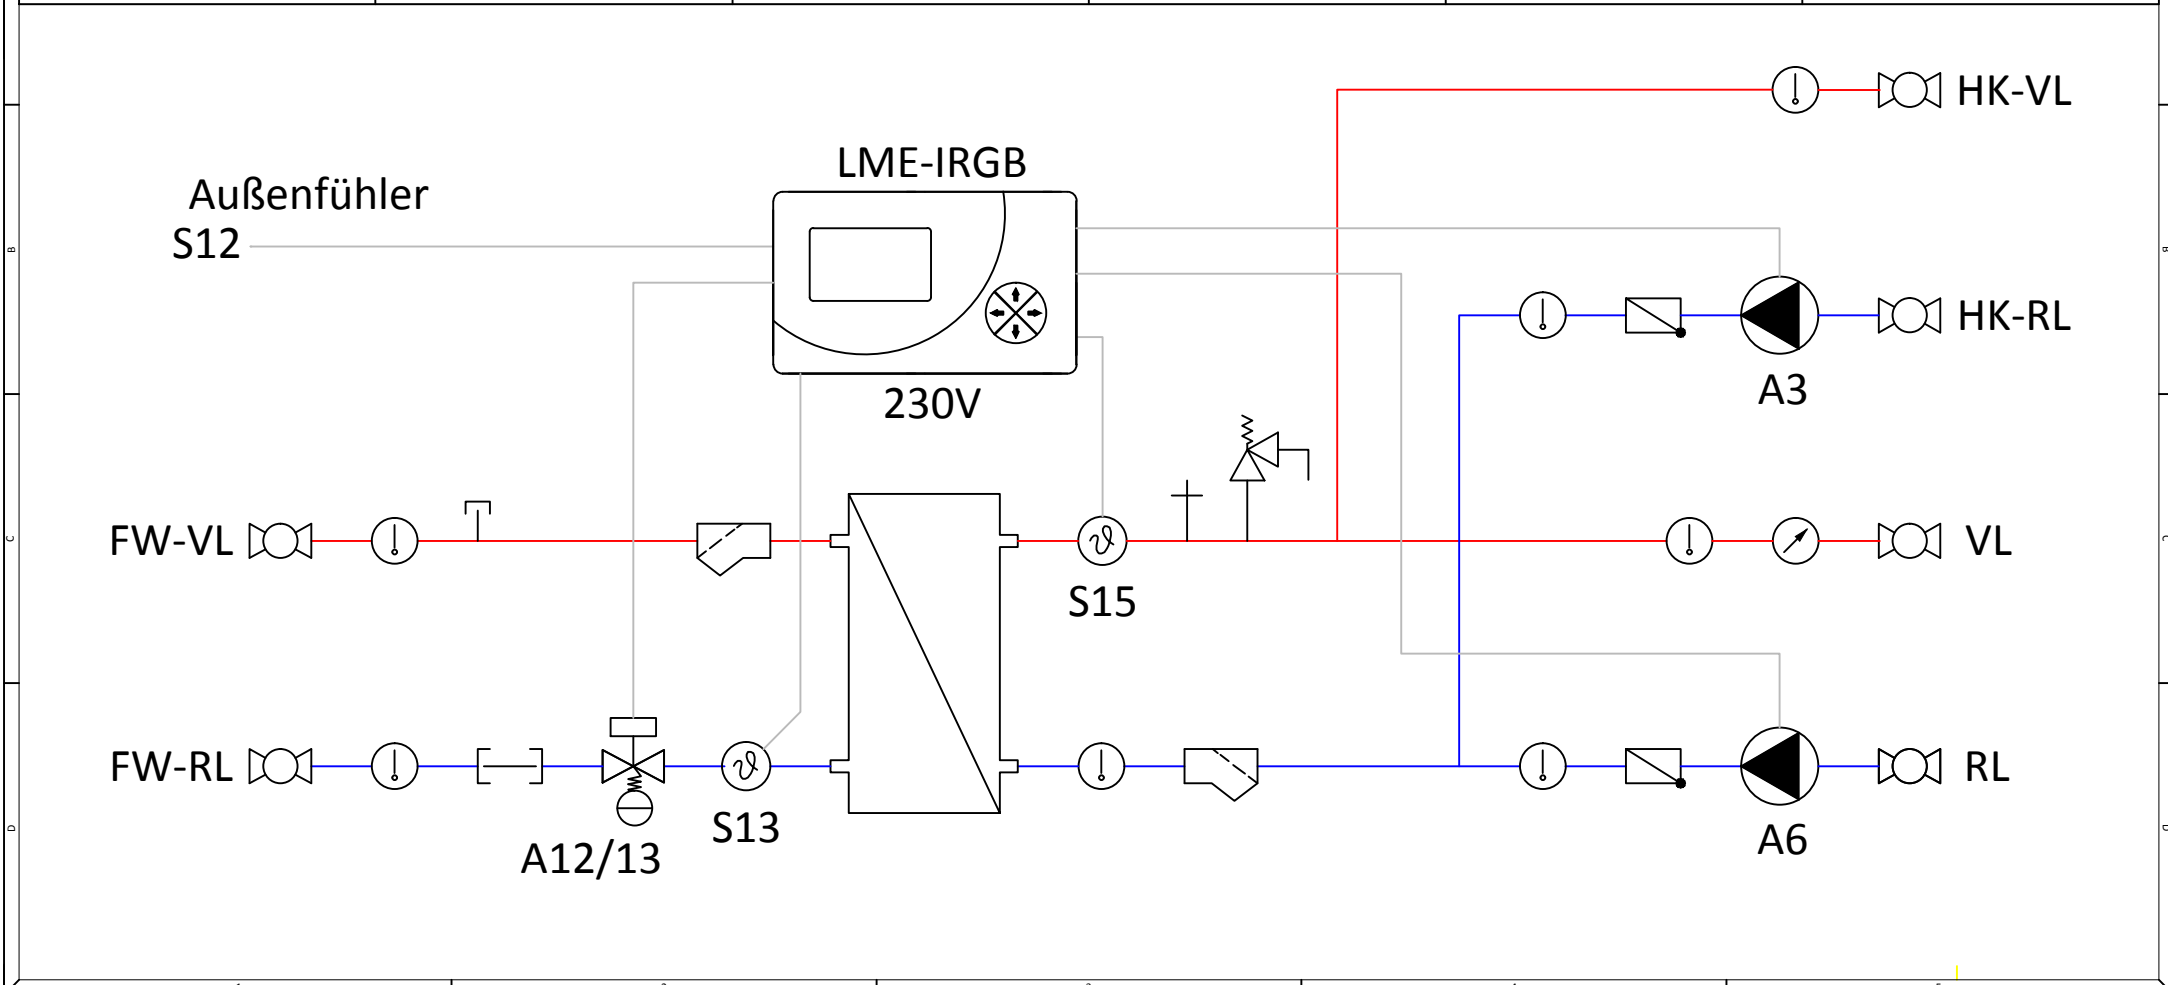 HK-VL
LME-IRGB
Außenfühler
S12
HK-RL
A3
230V
FW-VL
VL
S15
FW-RL
RL
S13
A6
A12/13
B
C
D